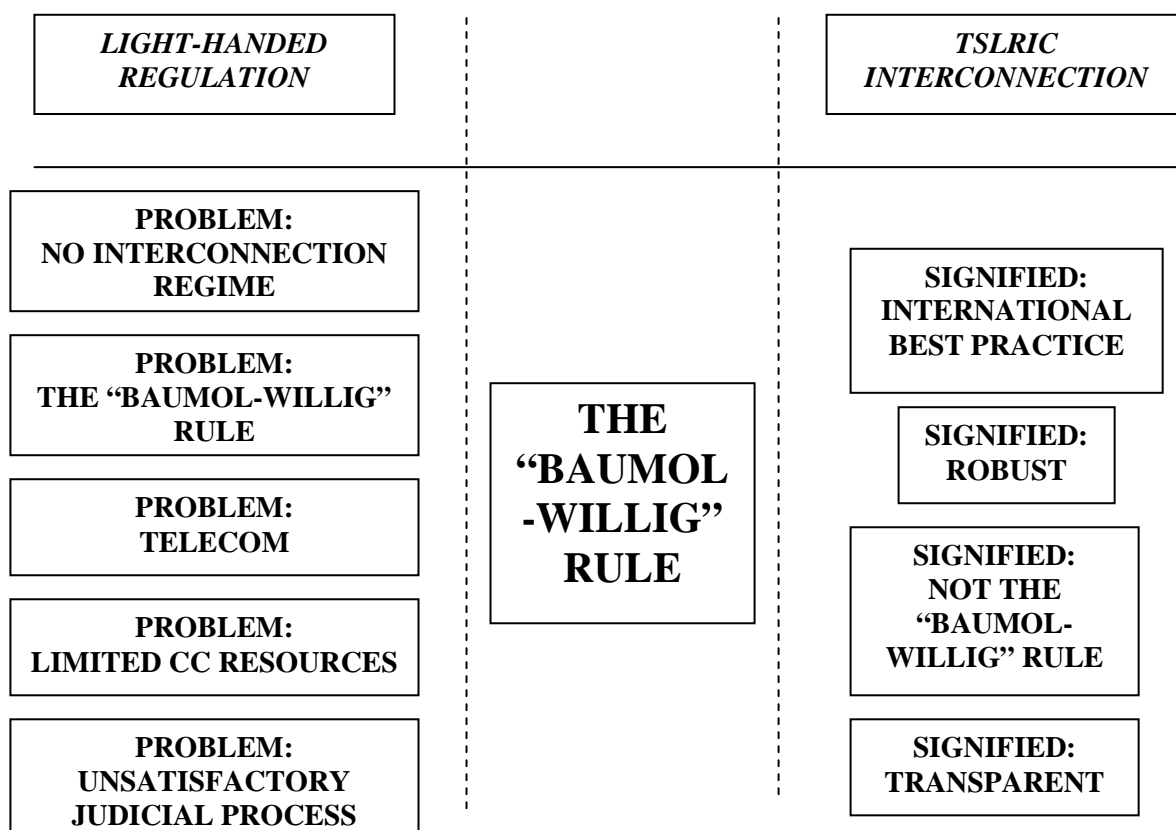 LIGHT-HANDED
REGULATION
TSLRIC
INTERCONNECTION
PROBLEM:
NO INTERCONNECTION
REGIME
PROBLEM:
THE “BAUMOL-WILLIG”
RULE
PROBLEM:
TELECOM
PROBLEM:
LIMITED CC RESOURCES
PROBLEM:
UNSATISFACTORY
JUDICIAL PROCESS
THE
“BAUMOL
-WILLIG”
RULE
SIGNIFIED:
INTERNATIONAL
BEST PRACTICE
SIGNIFIED:
ROBUST
SIGNIFIED:
NOT THE
“BAUMOL-
WILLIG” RULE
SIGNIFIED:
TRANSPARENT